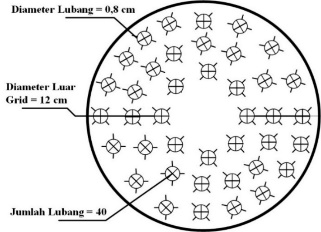 Diameter Lubang = 0,8 cm
Diameter Luar
Grid = 12 cm
Jumlah Lubang = 40